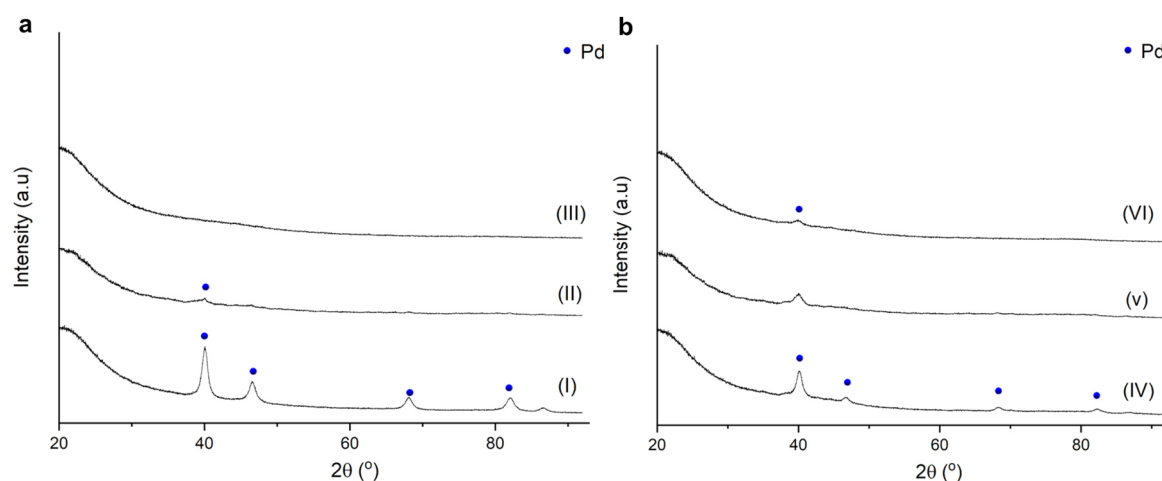 a
Pd
Intensity (a.u)
(III)
(II)
(I)
20 40 60 80
2θ (º)
b
Pd
Intensity (a.u)
(VI)
(v)
(IV)
20 40 60 80
2θ (º)